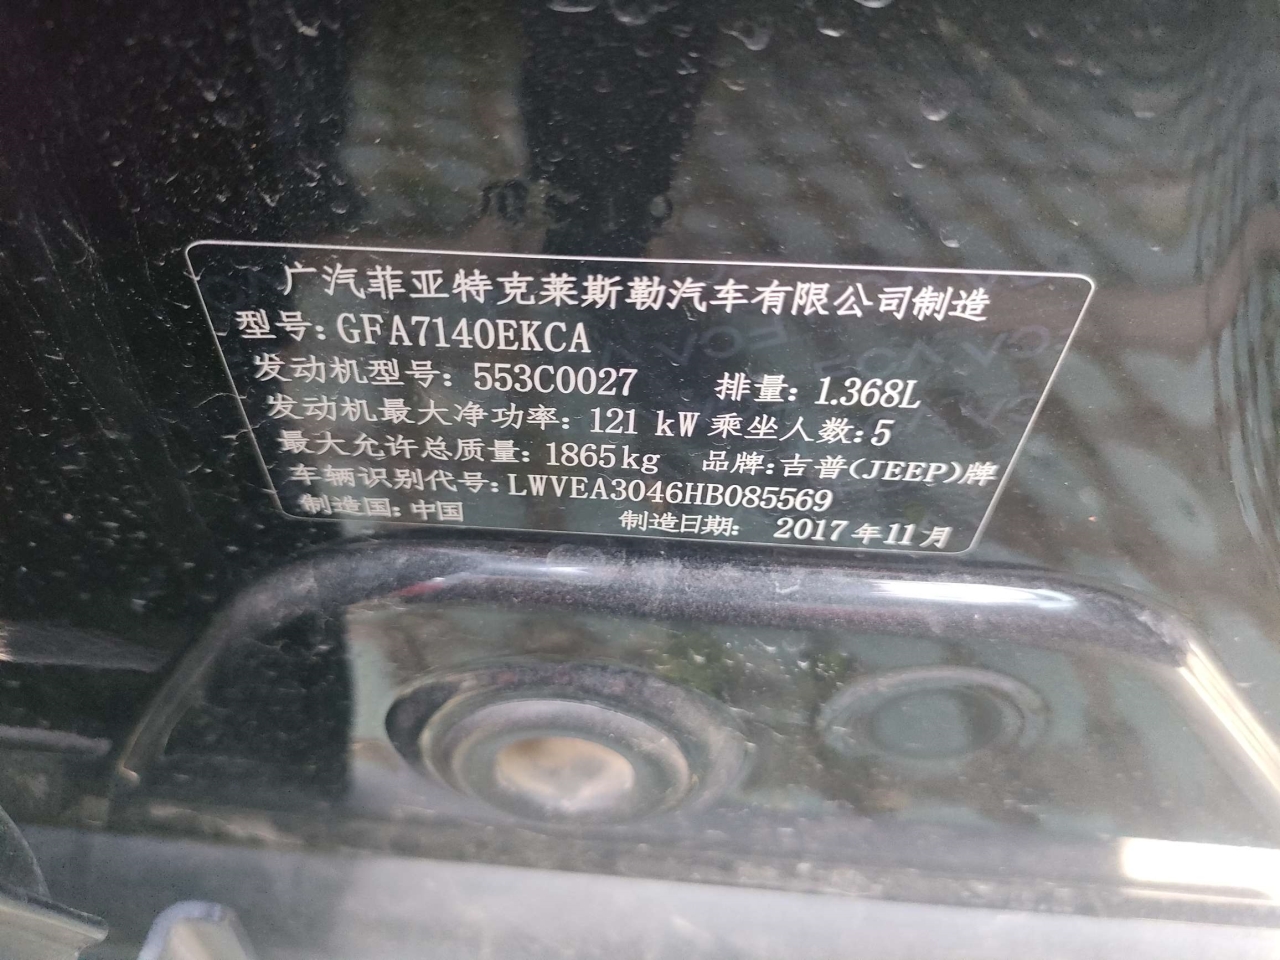 广汽菲亚特克莱斯勒汽车有限公司制造
型号: GFA7140EKCA
发动机型号: 553C0027 排量: 1.368L
发动机最大净功率: 121 kW 乘坐人数: 5
最大允许总质量: 1865kg 品牌: 吉普(JEEP)牌
车辆识别代号: LWVEA3046HB085569
制造国: 中国 制造日期: 2017年11月